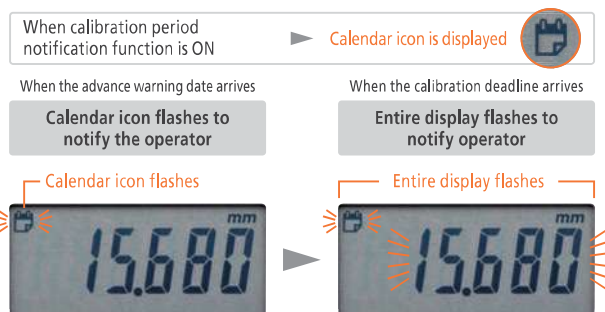 When calibration period
notification function is ON
Calendar icon is displayed
When the advance warning date arrives
When the calibration deadline arrives
Calendar icon flashes to
notify the operator
Entire display flashes to
notify operator
Calendar icon flashes
Entire display flashes
mm
15.680
mm
15.680